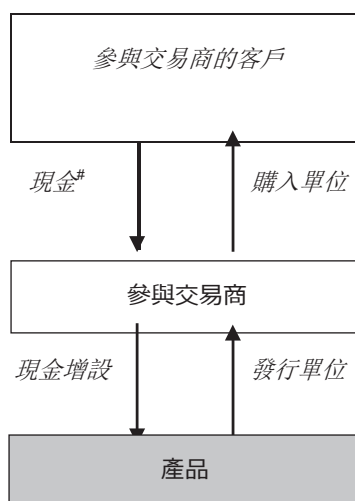 參與交易商的客戶
現金#
購入單位
參與交易商
現金增設
發行單位
產品